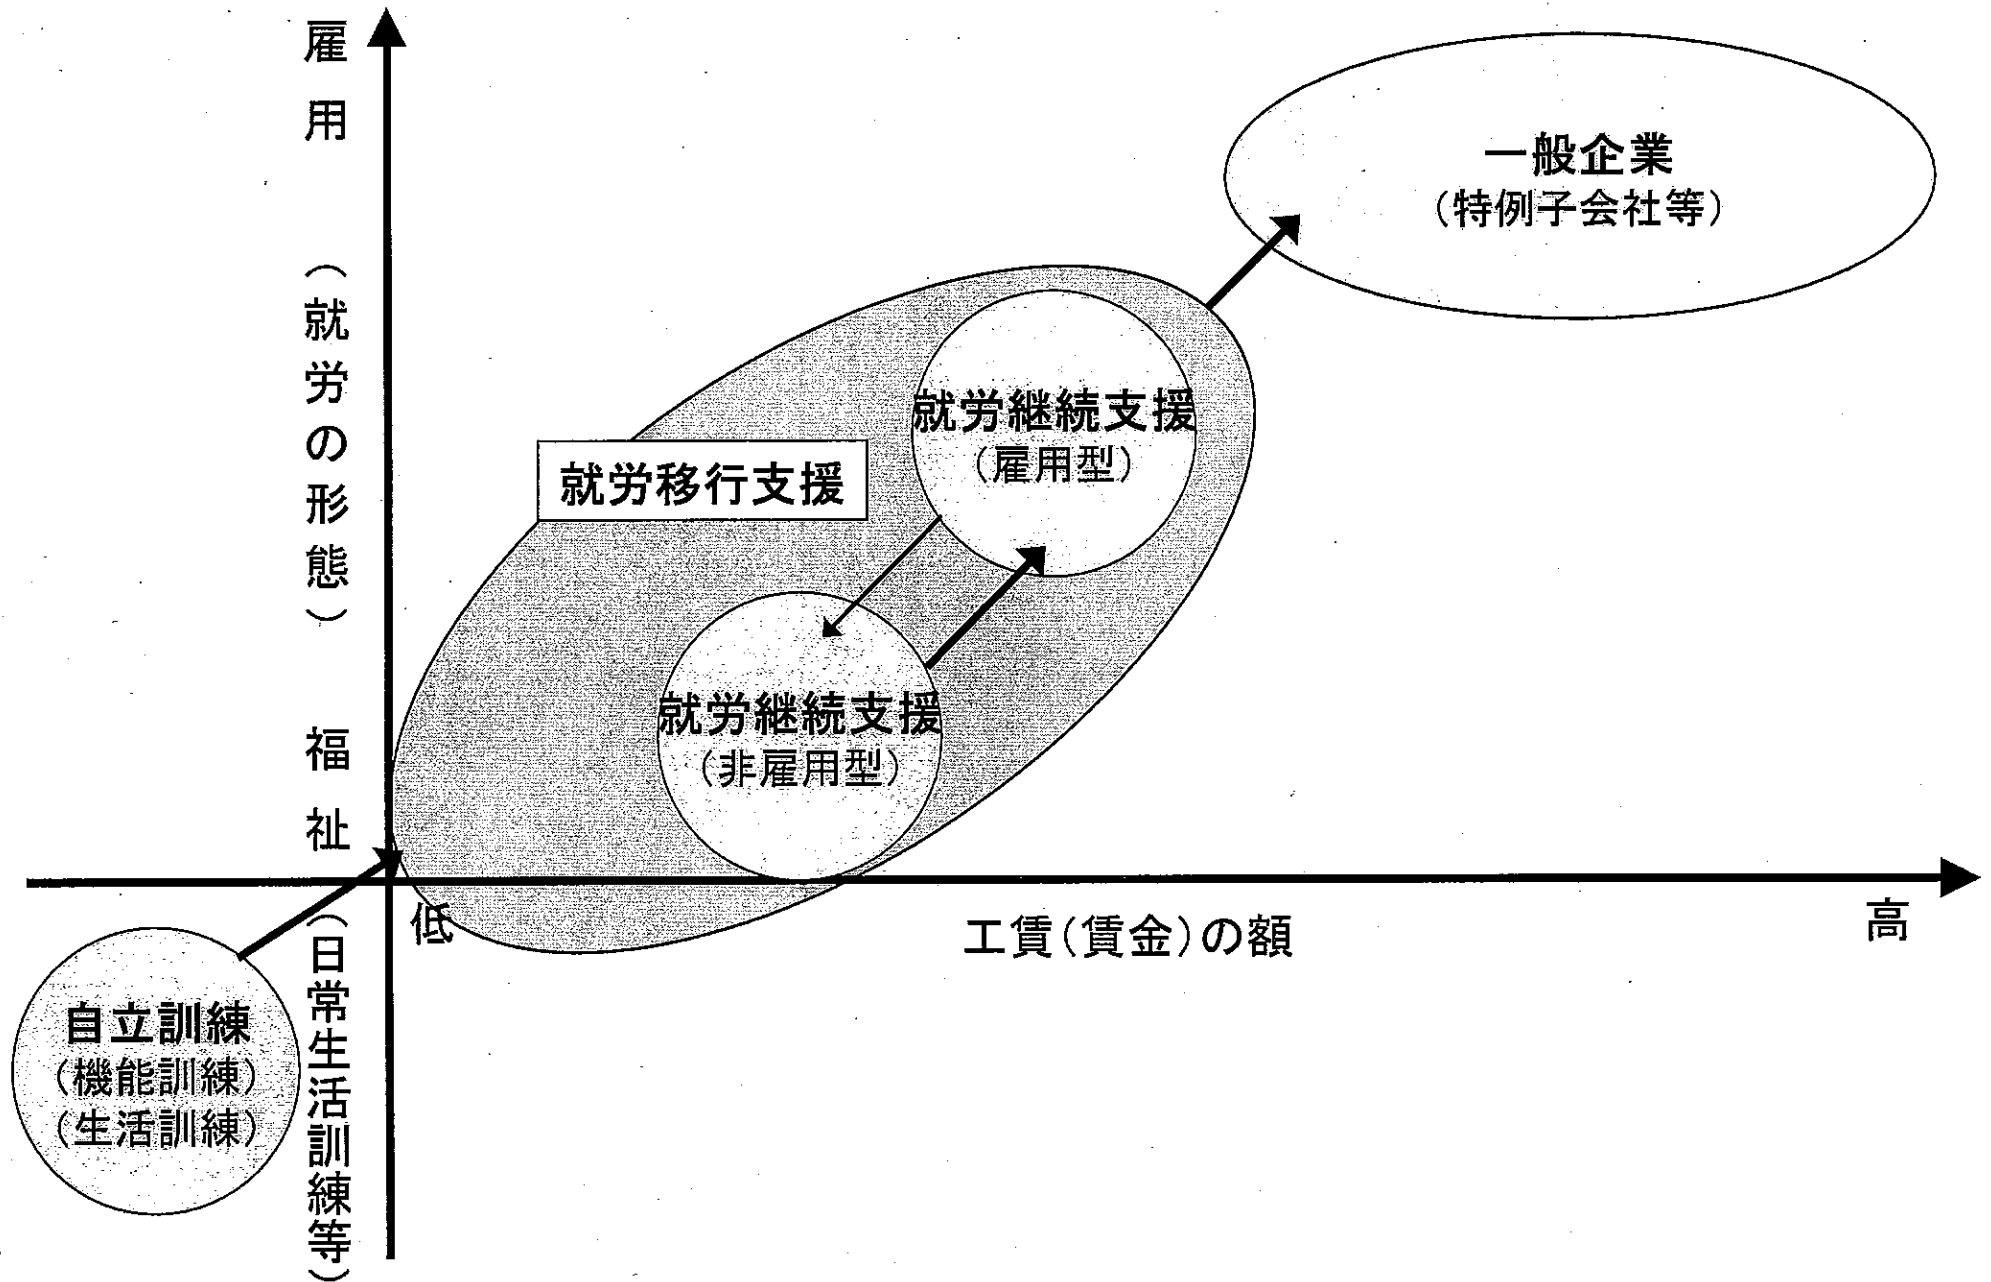 雇用
（就労の形態）
福祉
（日常生活訓練等）
一般企業
（特例子会社等）
就労継続支援
（雇用型）
就労移行支援
就労継続支援
（非雇用型）
低
工賃（賃金）の額
高
自立訓練
（機能訓練）
（生活訓練）